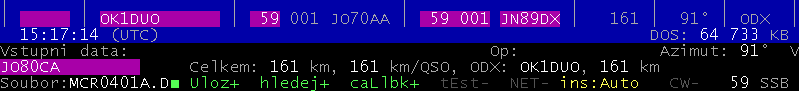 OK1DUO 59 001 JO70AA 59 001 JN89DX 161 91° ODX
15:17:14 (UTC) DOS: 64 733 KB
Vstupní data: Op: Azimut: 91° V
JO80CA Celkem: 161 km, 161 km/QSO, ODX: OK1DUO, 161 km
Soubor:MCR0401A.D Uloz+ hledej+ caLlbk+ tEst- NET- ins:Auto CW- 59 SSB